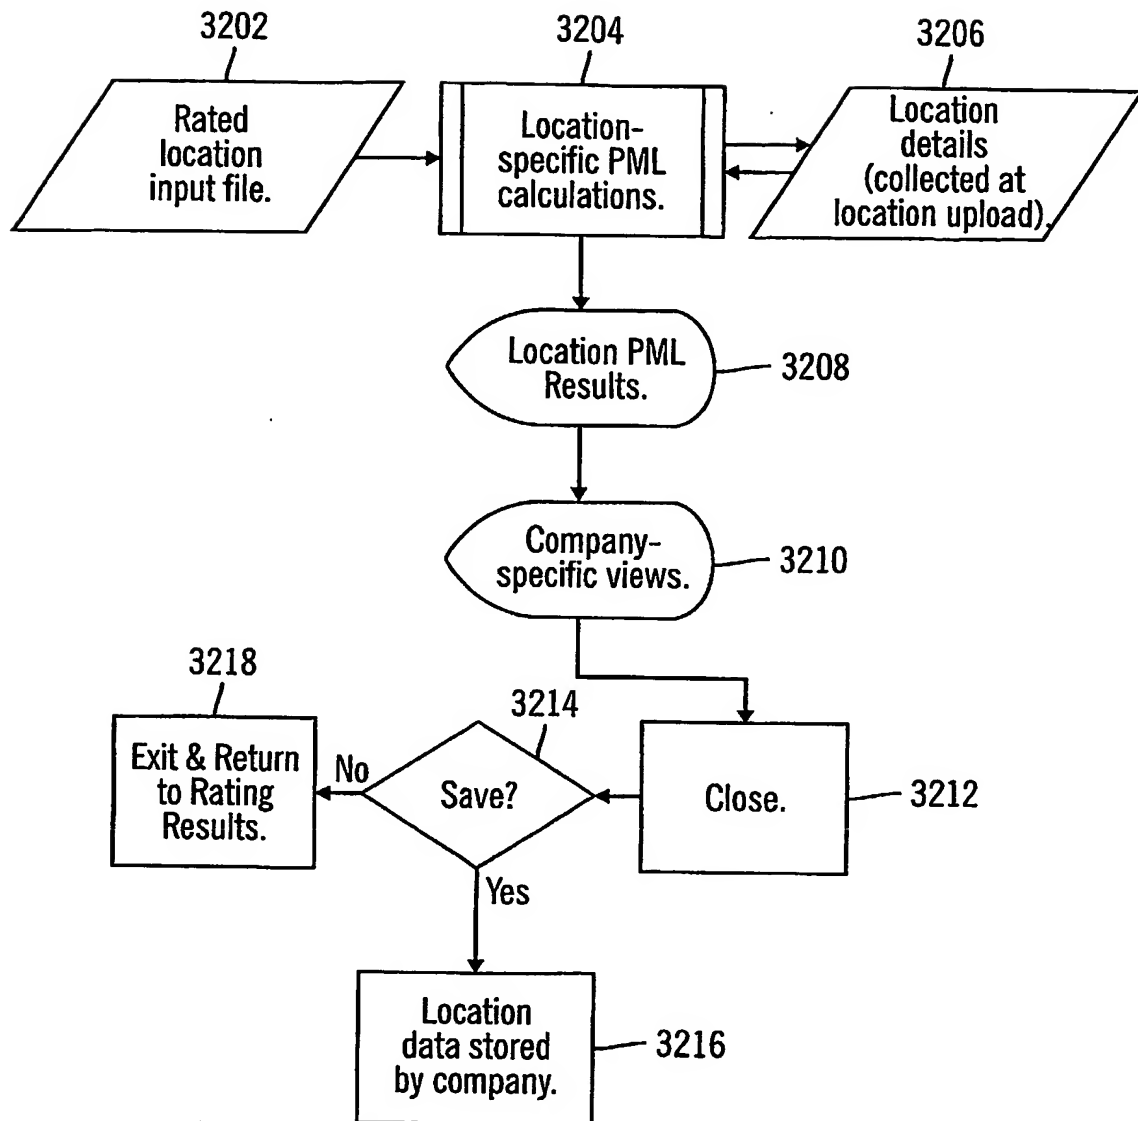 3202
3204
3206
Rated
location
input file.
Location-
specific PML
calculations.
Location
details
(collected at
location upload).
Location PML
Results.
3208
Company-
specific views.
3210
3218
3214
Exit & Return
to Rating
Results.
No
Save?
Close.
3212
Yes
Location
data stored
by company.
3216